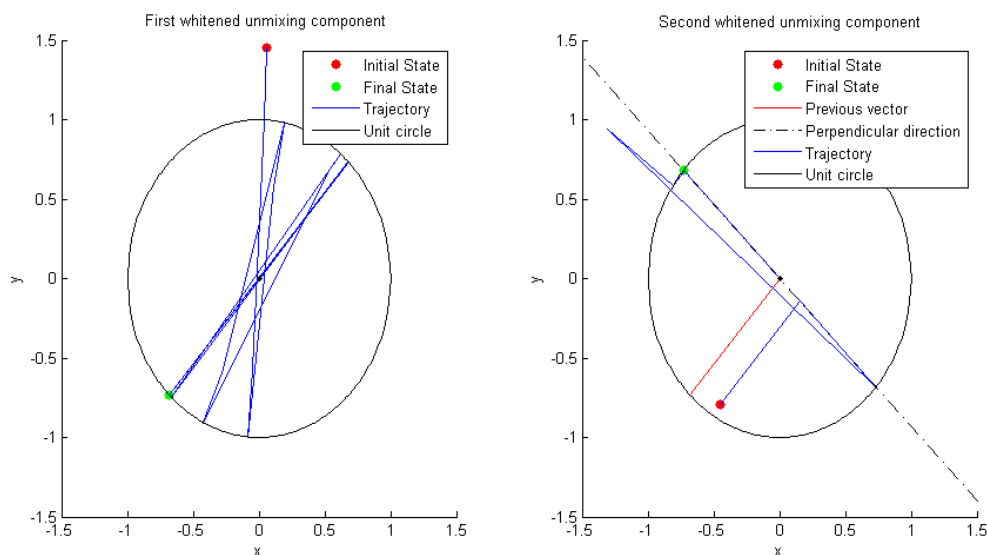 First whitened unmixing component
1.5
1
0.5
0
-0.5
-1
-1.5
y
-1.5
-1
-0.5
0
0.5
1
1.5
x
Initial State
Final State
Trajectory
Unit circle
Second whitened unmixing component
1.5
1
0.5
0
-0.5
-1
-1.5
y
-1.5
-1
-0.5
0
0.5
1
1.5
x
Initial State
Final State
Previous vector
Perpendicular direction
Trajectory
Unit circle